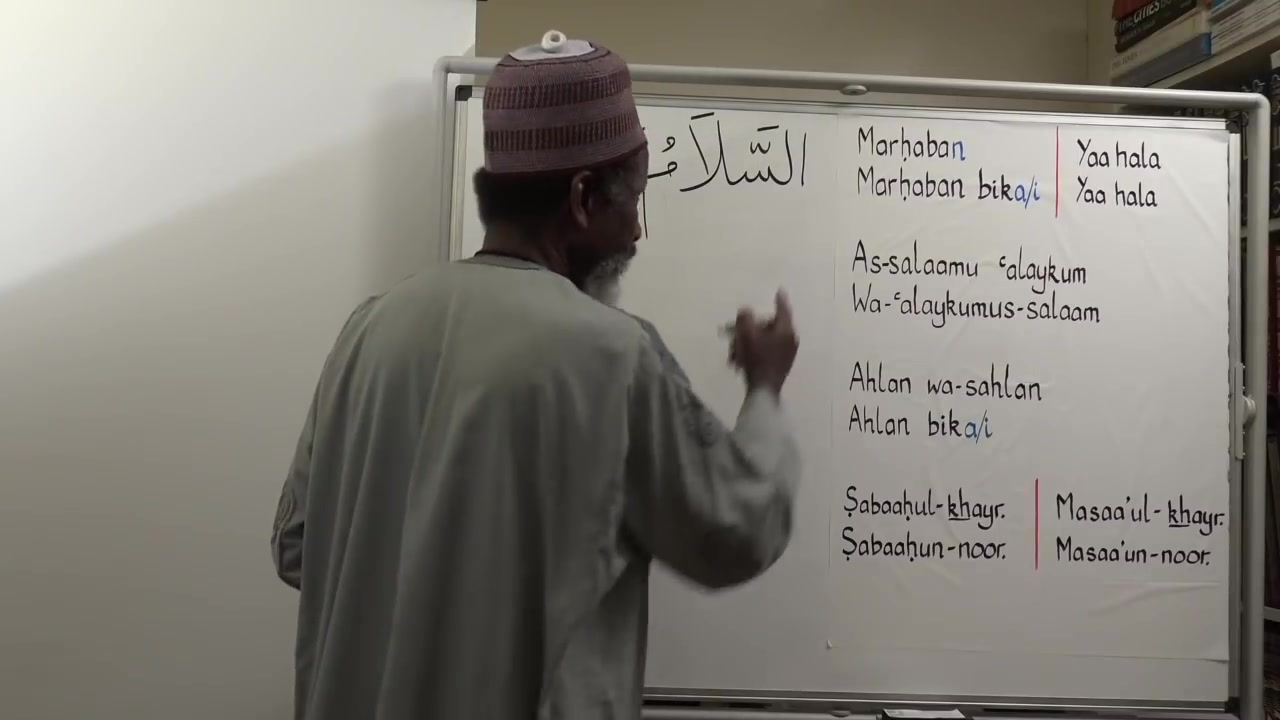 السَّلَامُ
Marḥaban
Marḥaban bika/i
Yaa hala
Yaa hala
As-salaamu ʿalaykum
Wa-ʿalaykumus-salaam
Ahlan wa-sahlan
Ahlan bika/i
Ṣabaaḥul-khayr.
Ṣabaaḥun-noor.
Masaa'ul-khayr.
Masaa'un-noor.
THE CITIES